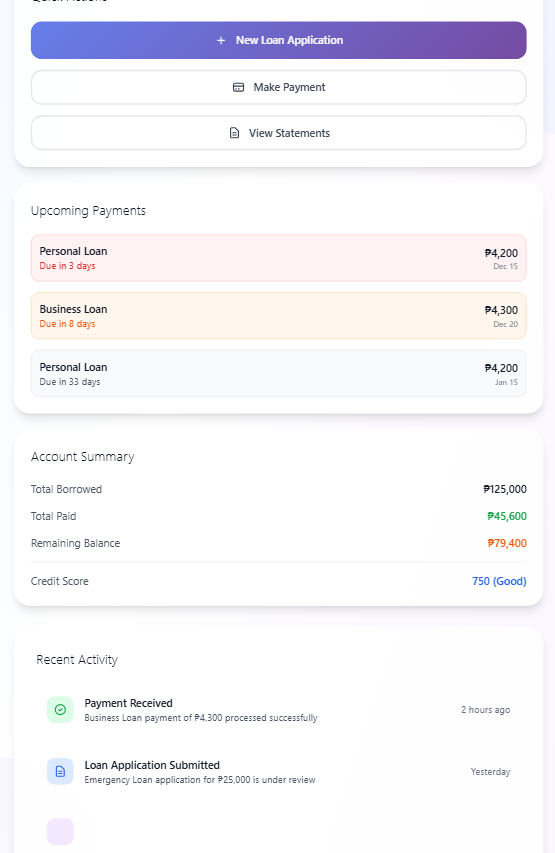 Quick Actions
New Loan Application
Make Payment
View Statements
Upcoming Payments
Personal Loan
₱4,200
Due in 3 days
Dec 15
Business Loan
₱4,300
Due in 8 days
Dec 20
Personal Loan
₱4,200
Due in 33 days
Jan 15
Account Summary
Total Borrowed
₱125,000
Total Paid
₱45,600
Remaining Balance
₱79,400
Credit Score
750 (Good)
Recent Activity
Payment Received
Business Loan payment of ₱4,300 processed successfully
2 hours ago
Loan Application Submitted
Emergency Loan application for ₱25,000 is under review
Yesterday